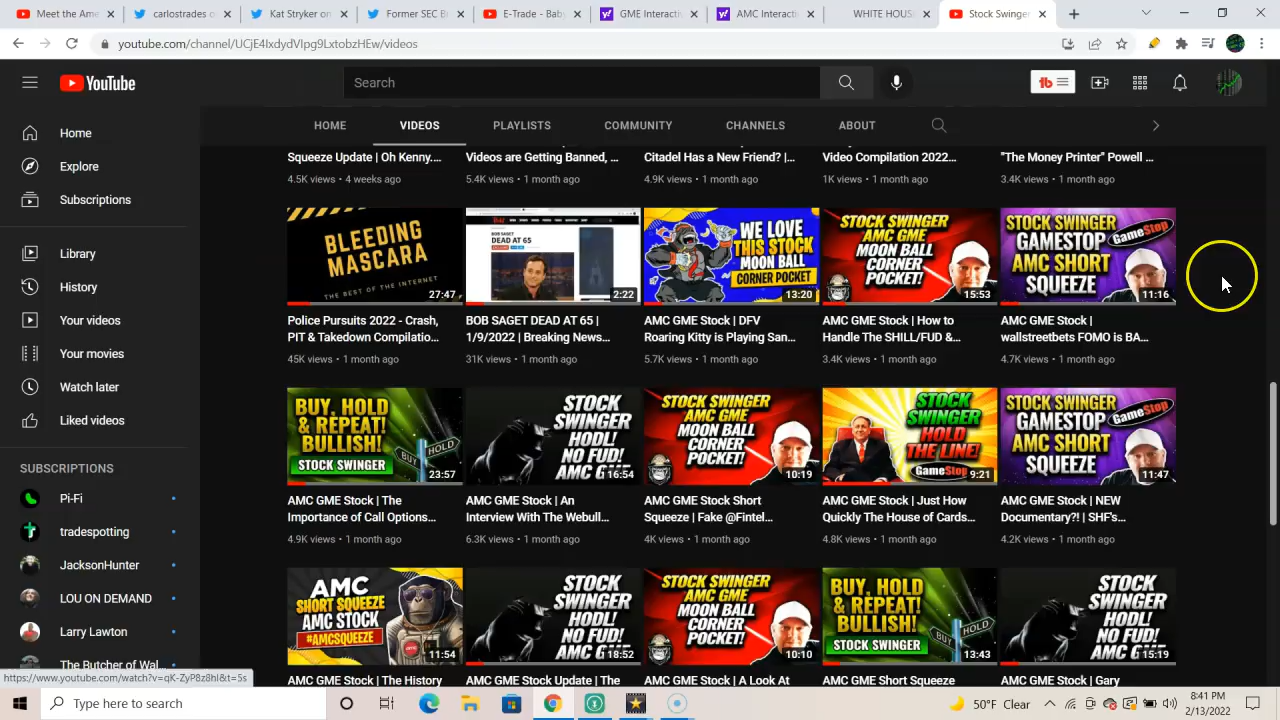 Meet the Am
carlostrades o
Kat Stryker on
Former SEC B
E-Trade - Bab
GME Interacti
AMC Interacti
WHITE HOUS
Stock Swinger
youtube.com/channel/UCjE4IxdydVIpg9LxtobzHEw/videos
YouTube
Search
Home
Explore
Subscriptions
Library
History
Your videos
Your movies
Watch later
Liked videos
SUBSCRIPTIONS
Pi-Fi
tradespotting
JacksonHunter
LOU ON DEMAND
Larry Lawton
The Butcher of Wal...
HOME
VIDEOS
PLAYLISTS
COMMUNITY
CHANNELS
ABOUT
Squeeze Update | Oh Kenny....
4.5K views • 4 weeks ago
Videos are Getting Banned, ...
5.4K views • 1 month ago
Citadel Has a New Friend? |...
4.9K views • 1 month ago
Video Compilation 2022...
1K views • 1 month ago
"The Money Printer" Powell ...
3.4K views • 1 month ago
BLEEDING
MASCARA
THE BEST OF THE INTERNET
27:47
Police Pursuits 2022 - Crash,
PIT & Takedown Compilatio...
45K views • 1 month ago
BOB SAGET
DEAD AT 65
2:22
BOB SAGET DEAD AT 65 |
1/9/2022 | Breaking News...
31K views • 1 month ago
WE LOVE
THIS STOCK
MOON BALL
CORNER POCKET
13:20
AMC GME Stock | DFV
Roaring Kitty is Playing San...
5.7K views • 1 month ago
STOCK SWINGER
AMC GME
MOON BALL
CORNER
POCKET!
15:53
AMC GME Stock | How to
Handle The SHILL/FUD &...
3.4K views • 1 month ago
STOCK SWINGER
GAMESTOP
AMC SHORT
SQUEEZE
GameStop
11:16
AMC GME Stock |
wallstreetbets FOMO is BA...
4.7K views • 1 month ago
BUY, HOLD
& REPEAT!
BULLISH!
STOCK SWINGER
BUY
HOLD
23:57
AMC GME Stock | The
Importance of Call Options...
4.9K views • 1 month ago
STOCK
SWINGER
HODL!
NO FUD!
AMC G
16:54
AMC GME Stock | An
Interview With The Webull...
6.3K views • 1 month ago
STOCK SWINGER
AMC GME
MOON BALL
CORNER
POCKET!
10:19
AMC GME Stock Short
Squeeze | Fake @Fintel...
4K views • 1 month ago
STOCK
SWINGER
HOLD
THE LINE!
GameStop
9:21
AMC GME Stock | Just How
Quickly The House of Cards...
4.8K views • 1 month ago
STOCK SWINGER
GAMESTOP
AMC SHORT
SQUEEZE
GameStop
11:47
AMC GME Stock | NEW
Documentary?! | SHF's...
4.2K views • 1 month ago
AMC
SHORT SQUEEZE
AMC STOCK
#AMCSQUEEZE
11:54
AMC GME Stock | The History
STOCK
SWINGER
HODL!
NO FUD!
AMC G
18:52
AMC GME Stock Update | The
STOCK SWINGER
AMC GME
MOON BALL
CORNER
POCKET!
10:10
AMC GME Stock | A Look At
BUY, HOLD
& REPEAT!
BULLISH!
STOCK SWINGER
BUY
HOLD
13:43
AMC GME Short Squeeze
STOCK
SWINGER
HODL!
NO FUD!
AMC G
15:19
AMC GME Stock | Gary
https://www.youtube.com/watch?v=qK-ZyP8z8hI&t=5s
Type here to search
50°F Clear
8:41 PM
2/13/2022